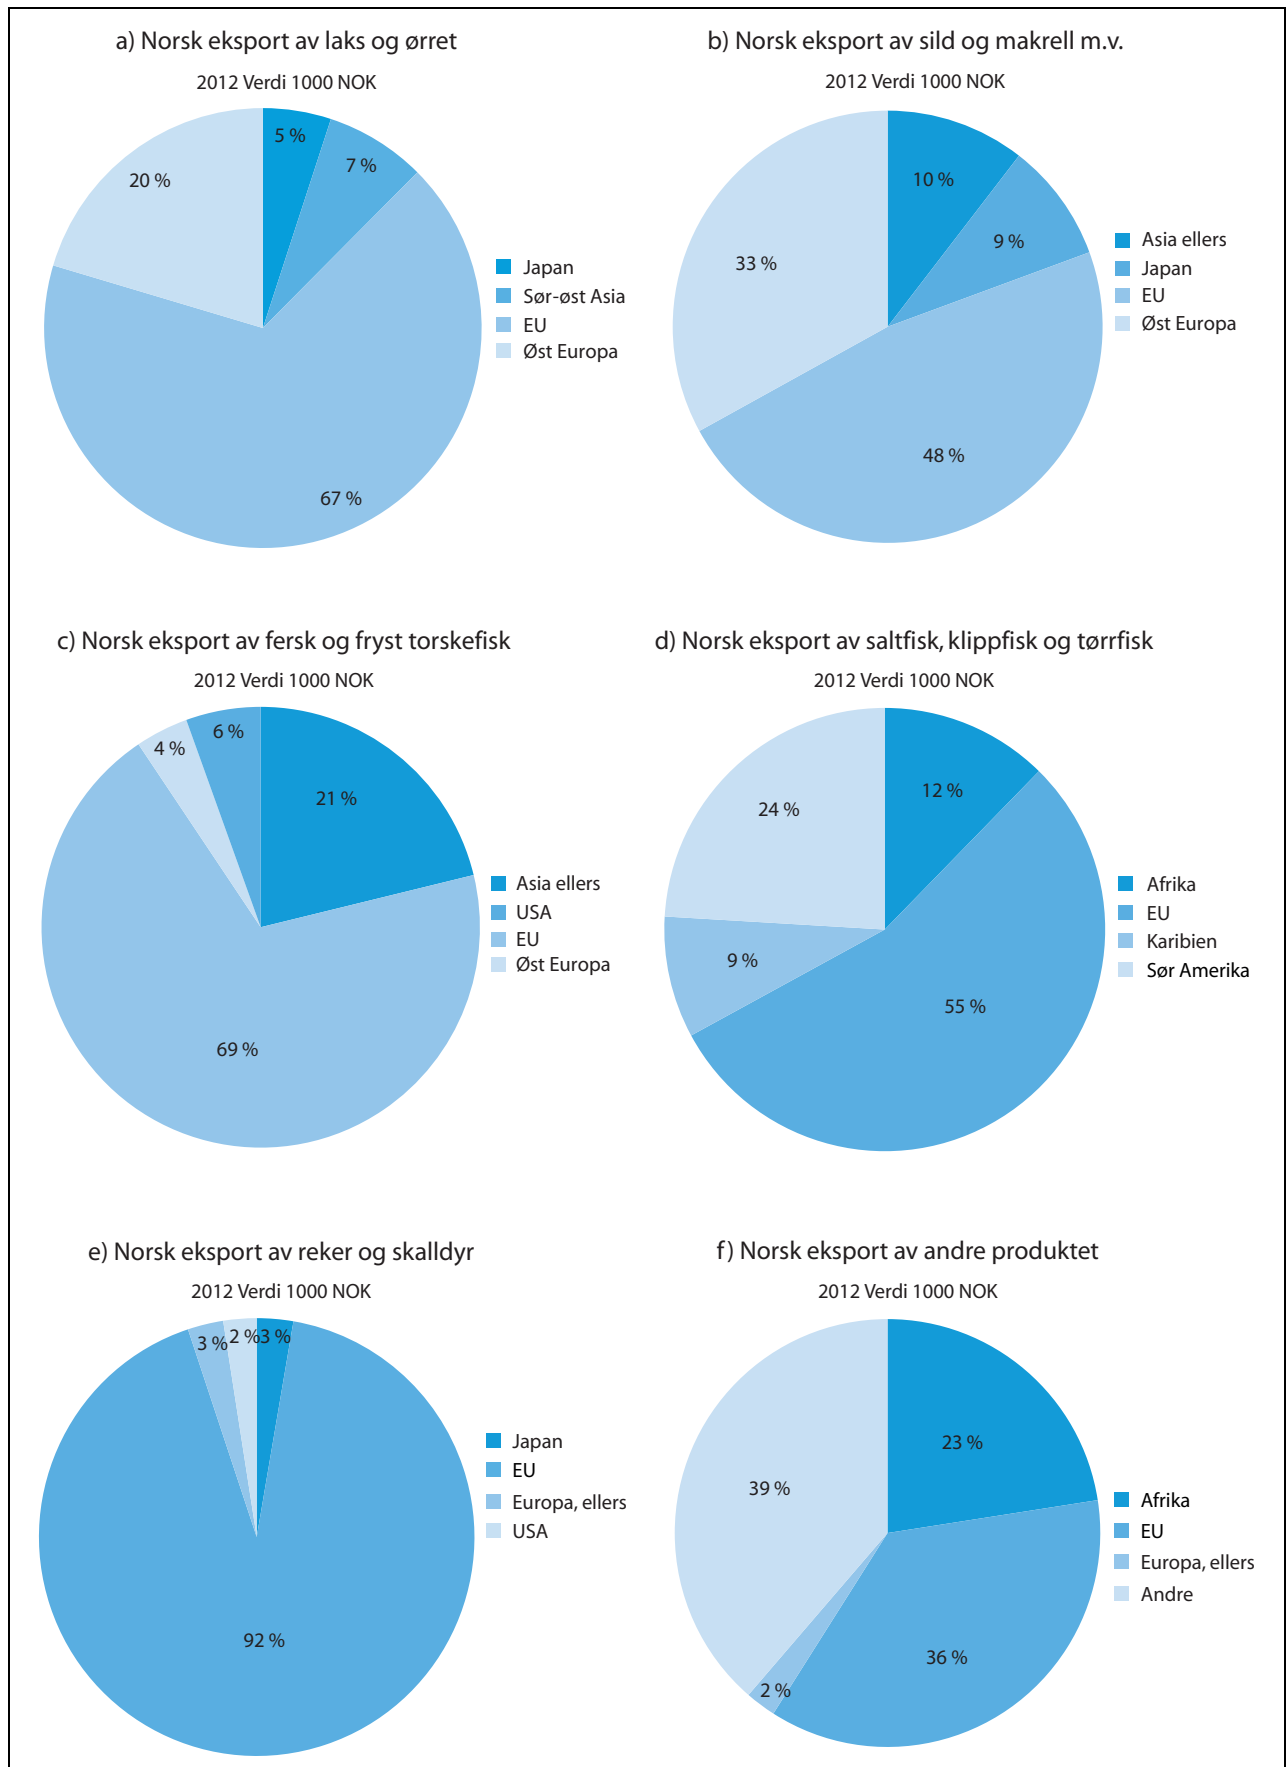 a) Norsk eksport av laks og ørret
2012 Verdi 1000 NOK
5 %
7 %
20 %
67 %
Japan
Sør-øst Asia
EU
Øst Europa
b) Norsk eksport av sild og makrell m.v.
2012 Verdi 1000 NOK
10 %
9 %
33 %
48 %
Asia ellers
Japan
EU
Øst Europa
c) Norsk eksport av fersk og fryst torskefisk
2012 Verdi 1000 NOK
6 %
4 %
21 %
69 %
Asia ellers
USA
EU
Øst Europa
d) Norsk eksport av saltfisk, klippfisk og tørrfisk
2012 Verdi 1000 NOK
12 %
24 %
9 %
55 %
Afrika
EU
Karibien
Sør Amerika
e) Norsk eksport av reker og skalldyr
2012 Verdi 1000 NOK
3 %
2 %
3 %
92 %
Japan
EU
Europa, ellers
USA
f) Norsk eksport av andre produktet
2012 Verdi 1000 NOK
23 %
39 %
36 %
2 %
Afrika
EU
Europa, ellers
Andre